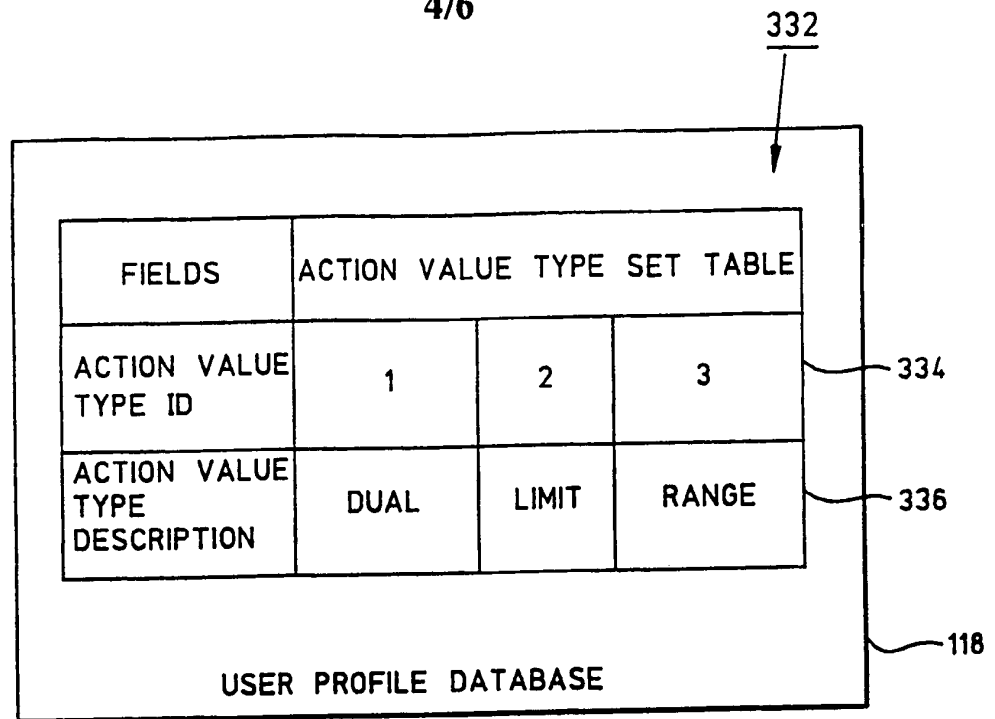 4/6
332
FIELDS
ACTION VALUE TYPE SET TABLE
ACTION VALUE
TYPE ID
1
2
3
334
ACTION VALUE
TYPE
DESCRIPTION
DUAL
LIMIT
RANGE
336
118
USER PROFILE DATABASE